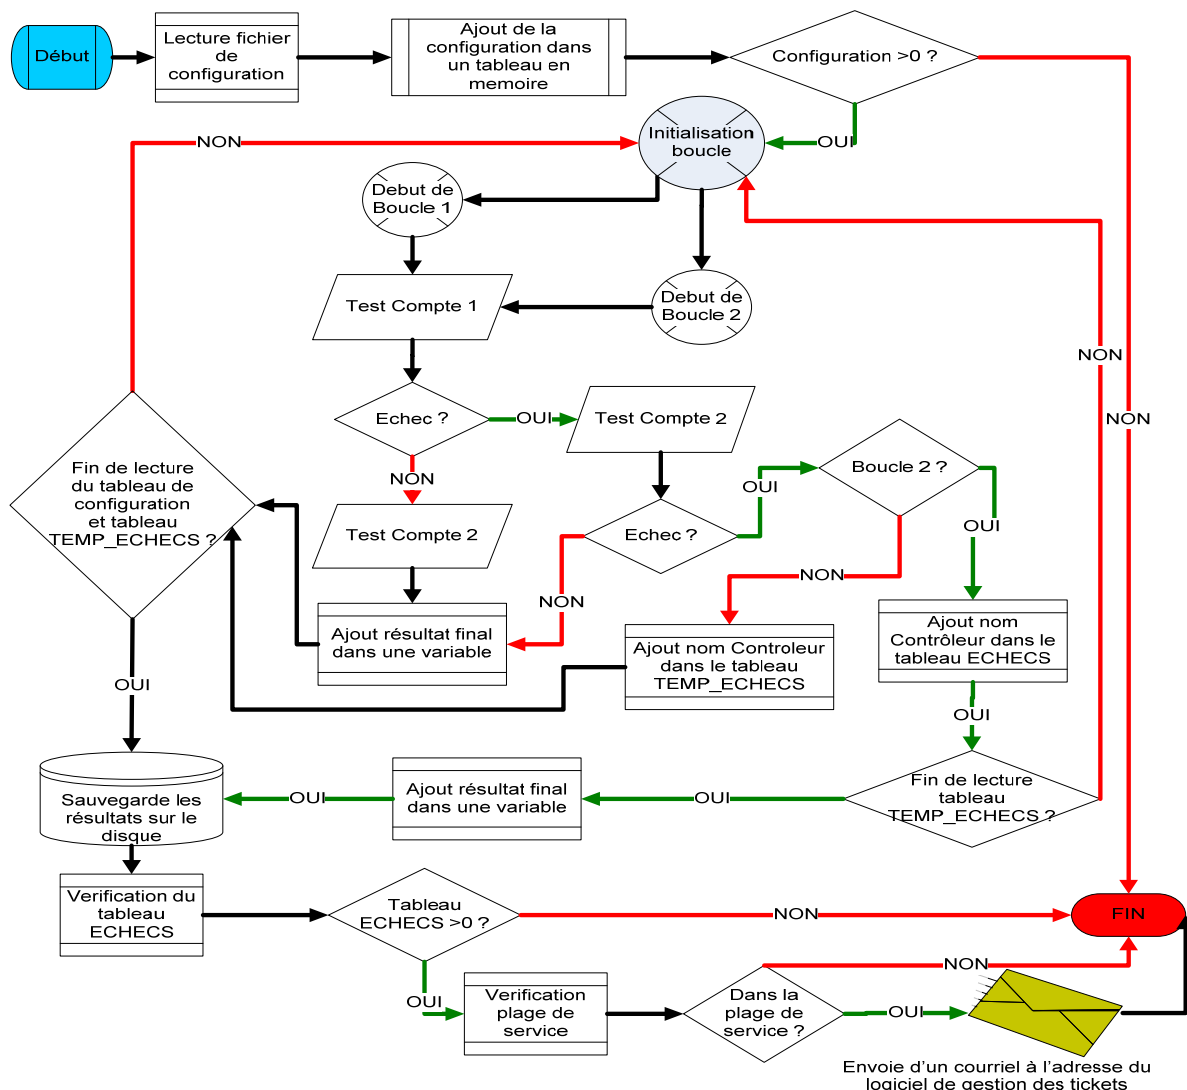 Début
Lecture fichier
de
configuration
Ajout de la
configuration dans
un tableau en
memoire
Configuration >0 ?
NON
Initialisation
boucle
OUI
Debut de
Boucle 1
Test Compte 1
Debut de
Boucle 2
NON
NON
Echec ?
OUI
Test Compte 2
Boucle 2 ?
Fin de lecture
du tableau de
configuration
et tableau
TEMP_ECHECS ?
NON
OUI
OUI
Test Compte 2
Echec ?
NON
NON
Ajout résultat final
dans une variable
Ajout nom Controleur
dans le tableau
TEMP_ECHECS
Ajout nom
Contrôleur dans le
tableau ECHECS
OUI
OUI
Sauvegarde les
résultats sur le
disque
OUI
Ajout résultat final
dans une variable
OUI
Fin de lecture
tableau
TEMP_ECHECS ?
Verification du
tableau
ECHECS
Tableau
ECHECS >0 ?
NON
FIN
OUI
Verification
plage de
service
Dans la
plage de
service ?
NON
OUI
Envoie d'un courriel à l'adresse du
logiciel de gestion des tickets